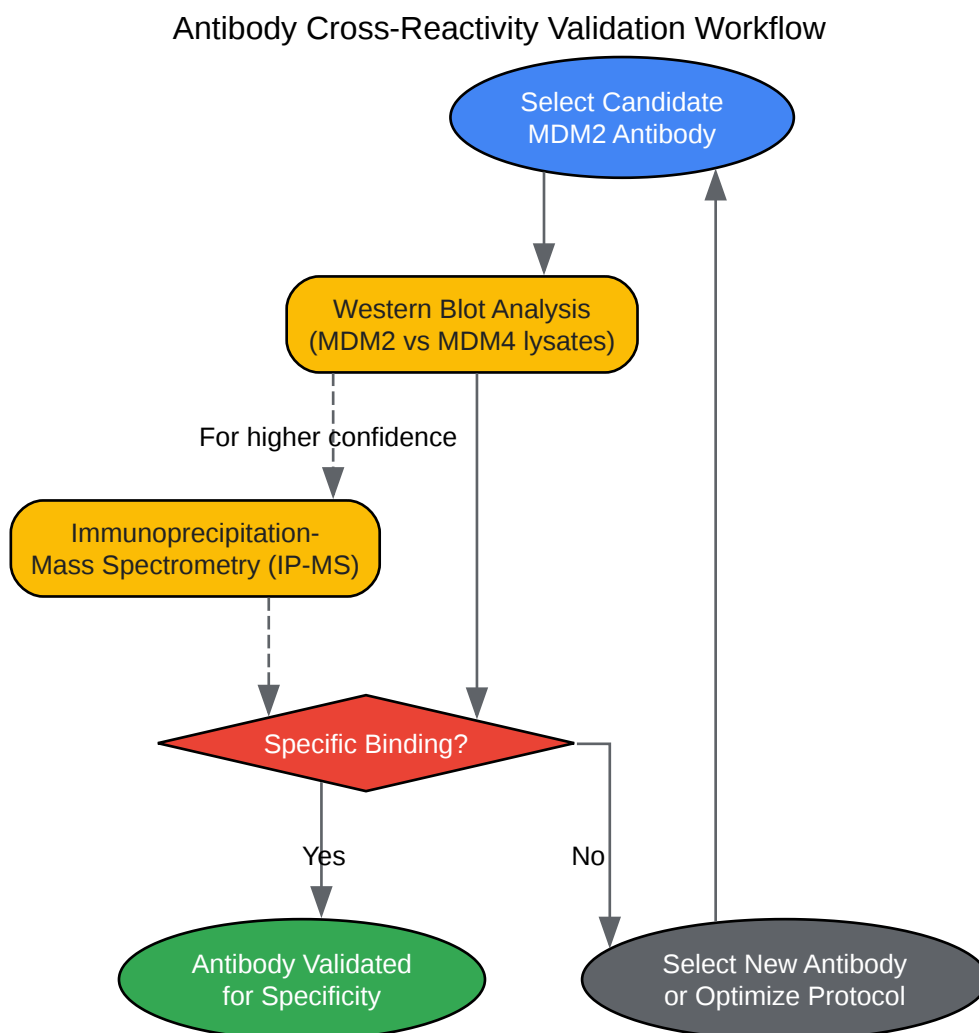 Antibody Cross-Reactivity Validation Workflow
Select Candidate
MDM2 Antibody
Western Blot Analysis
(MDM2 vs MDM4 lysates)
For higher confidence
Immunoprecipitation-
Mass Spectrometry (IP-MS)
Specific Binding?
Yes
No
Antibody Validated
for Specificity
Select New Antibody
or Optimize Protocol